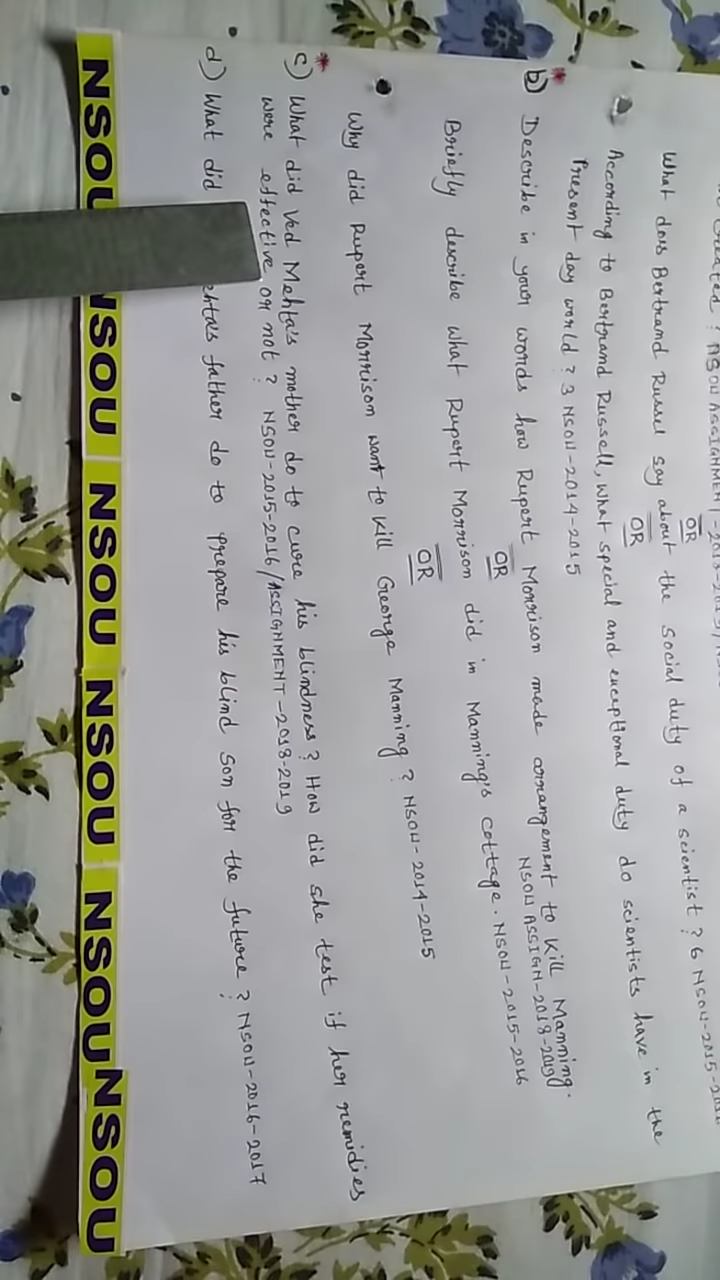 What does Bertrand Russel say about the social duty of a scientist? 6 NSOU-2015-
OR
According to Bertrand Russell, what special and exceptional duty do scientists have in the
Present day world? 3 NSOU-2014-2015
b) Describe in your words how Rupert Morrison made arrangement to kill Manning.
NSOU ASSIGN-2018-2019
OR
Briefly describe what Rupert Morrison did in Manning's cottage. NSOU-2015-2016
OR
Why did Rupert Morrison want to kill George Manning? NSOU-2014-2015
c) What did Ved Mehta's mother do to cure his blindness? How did she test if her remidies
were effective or not? NSOU-2015-2016/ASSIGNMENT-2018-2019
d) What did father do to prepare his blind son for the future? NSOU-2016-2017
NSOU NSOU NSOU NSOU NSOU NSOU